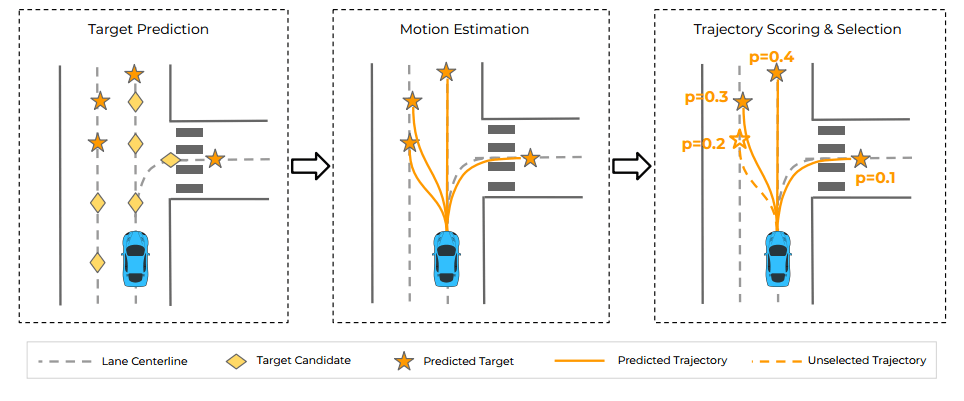 Target Prediction
Motion Estimation
Trajectory Scoring & Selection
p=0.4
p=0.3
p=0.2
p=0.1
Lane Centerline
Target Candidate
Predicted Target
Predicted Trajectory
Unselected Trajectory